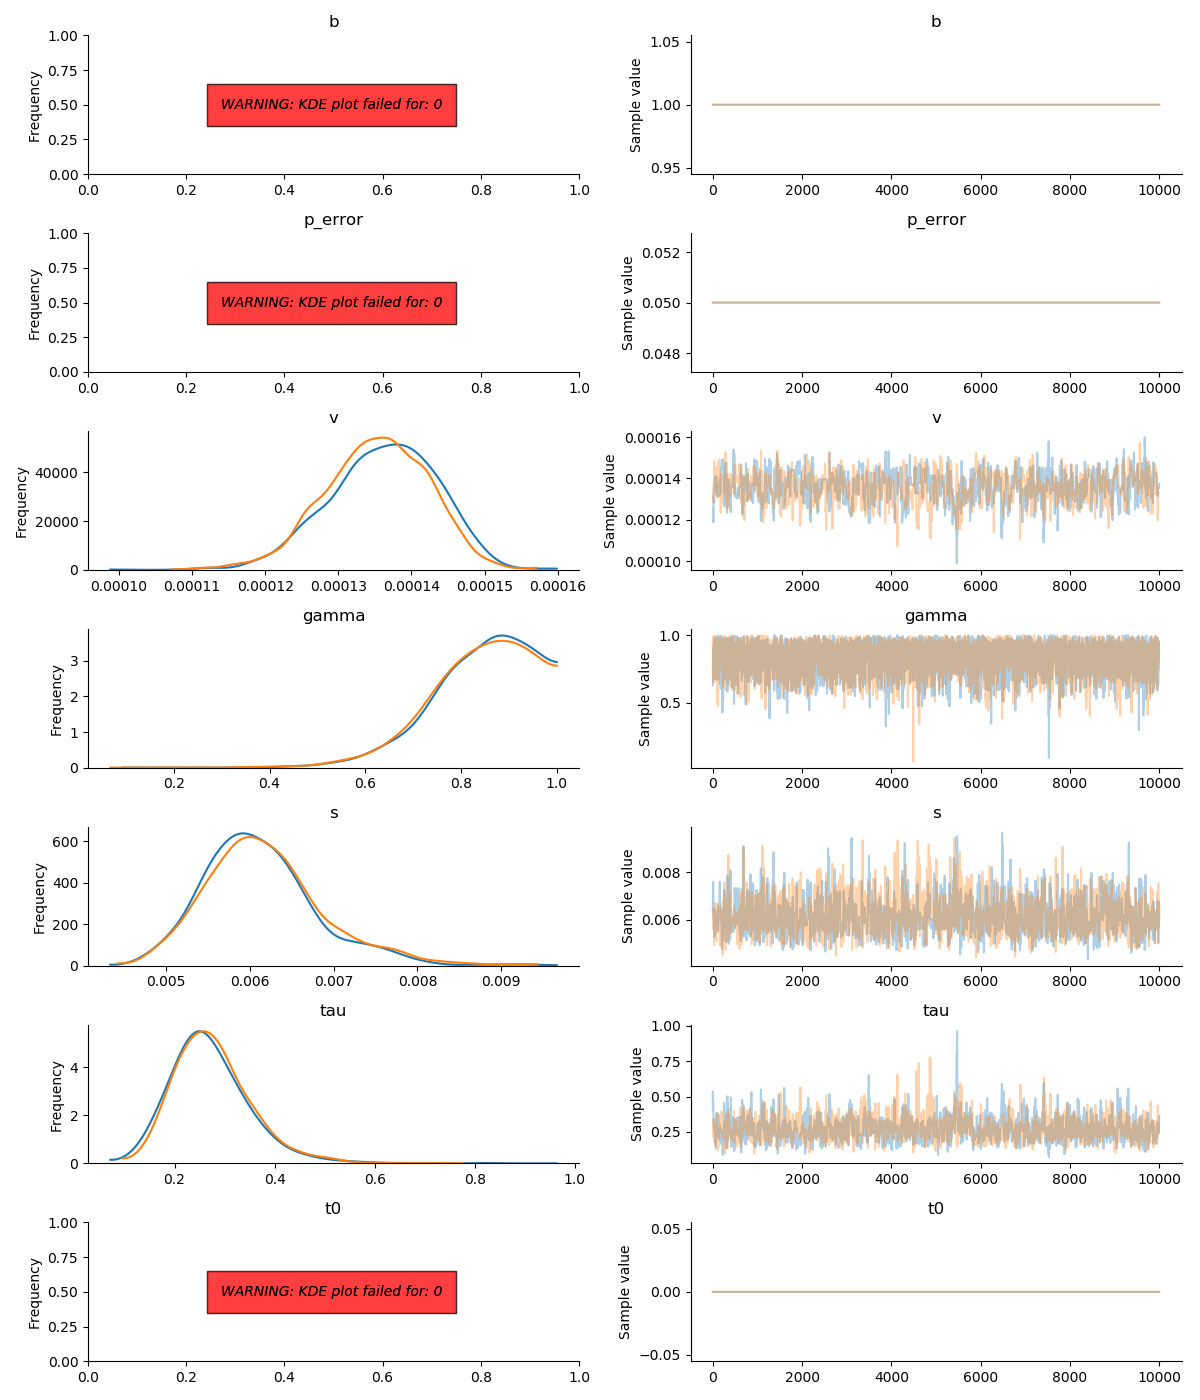 b
1.00
0.75
0.50
0.25
0.00
Frequency
WARNING: KDE plot failed for: 0
0.0 0.2 0.4 0.6 0.8 1.0
b
1.05
1.00
0.95
Sample value
0 2000 4000 6000 8000 10000
p_error
1.00
0.75
0.50
0.25
0.00
Frequency
WARNING: KDE plot failed for: 0
0.0 0.2 0.4 0.6 0.8 1.0
p_error
0.052
0.050
0.048
Sample value
0 2000 4000 6000 8000 10000
v
40000
20000
0
Frequency
0.00010 0.00011 0.00012 0.00013 0.00014 0.00015 0.00016
v
0.00016
0.00014
0.00012
0.00010
Sample value
0 2000 4000 6000 8000 10000
gamma
3
2
1
0
Frequency
0.2 0.4 0.6 0.8 1.0
gamma
1.0
0.5
Sample value
0 2000 4000 6000 8000 10000
s
600
400
200
0
Frequency
0.005 0.006 0.007 0.008 0.009
s
0.008
0.006
Sample value
0 2000 4000 6000 8000 10000
tau
4
2
0
Frequency
0.2 0.4 0.6 0.8 1.0
tau
1.00
0.75
0.50
0.25
Sample value
0 2000 4000 6000 8000 10000
t0
1.00
0.75
0.50
0.25
0.00
Frequency
WARNING: KDE plot failed for: 0
0.0 0.2 0.4 0.6 0.8 1.0
t0
0.05
0.00
−0.05
Sample value
0 2000 4000 6000 8000 10000